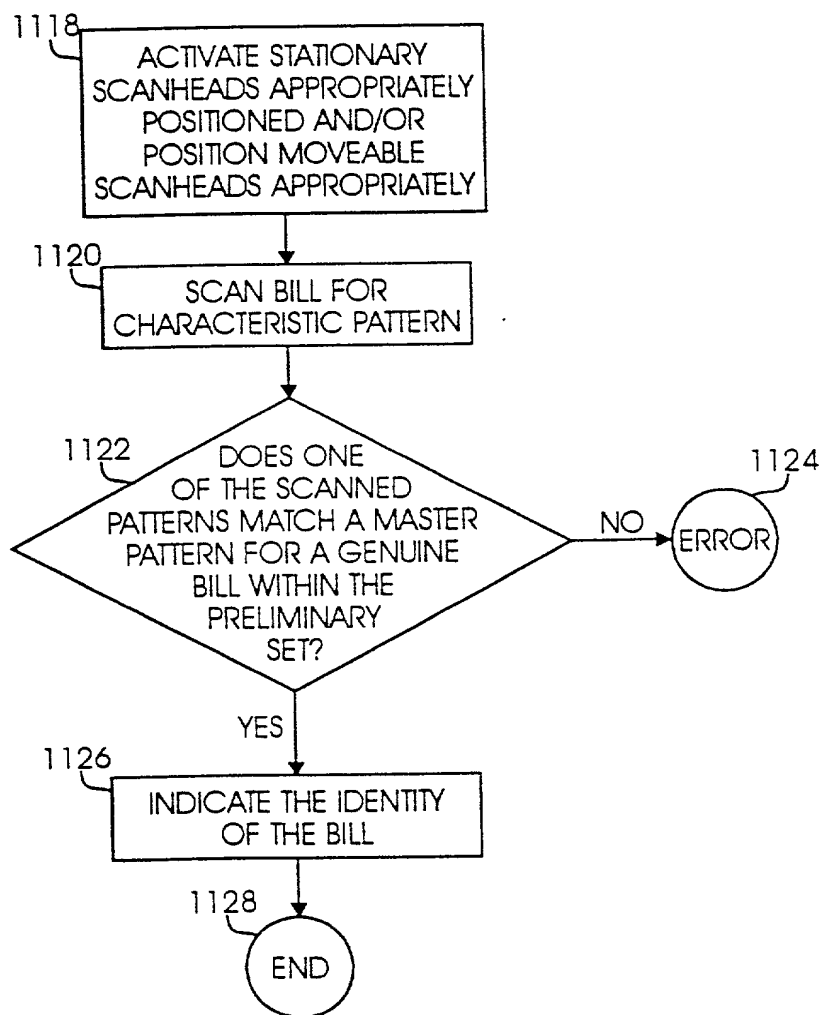 1118
ACTIVATE STATIONARY
SCANHEADS APPROPRIATELY
POSITIONED AND/OR
POSITION MOVEABLE
SCANHEADS APPROPRIATELY
1120
SCAN BILL FOR
CHARACTERISTIC PATTERN
1122
DOES ONE
OF THE SCANNED
PATTERNS MATCH A MASTER
PATTERN FOR A GENUINE
BILL WITHIN THE
PRELIMINARY
SET?
NO
1124
ERROR
YES
1126
INDICATE THE IDENTITY
OF THE BILL
1128
END